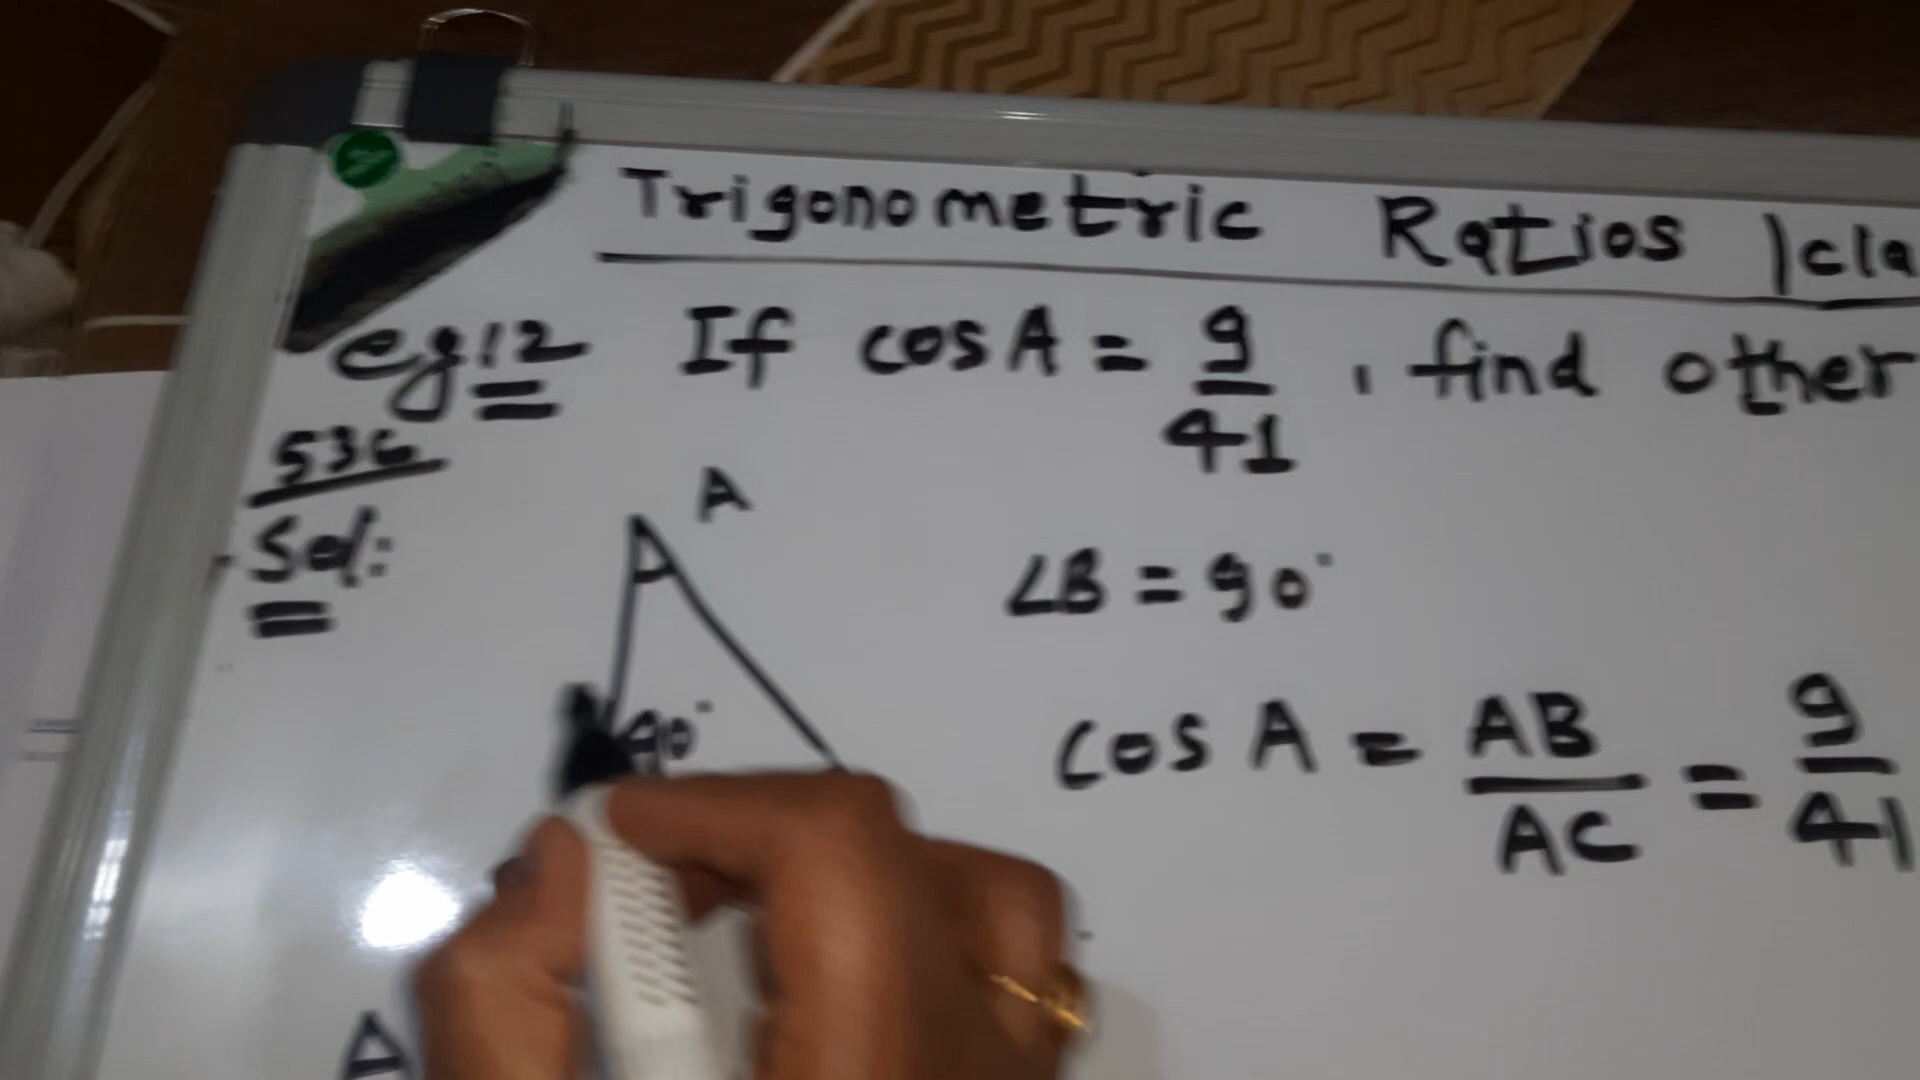 Trigonometric Ratios |cla
eg 12 If cos A = 9/41, find other
536
Sol:
A
∠B = 90°
90°
cos A = AB/AC = 9/41
A